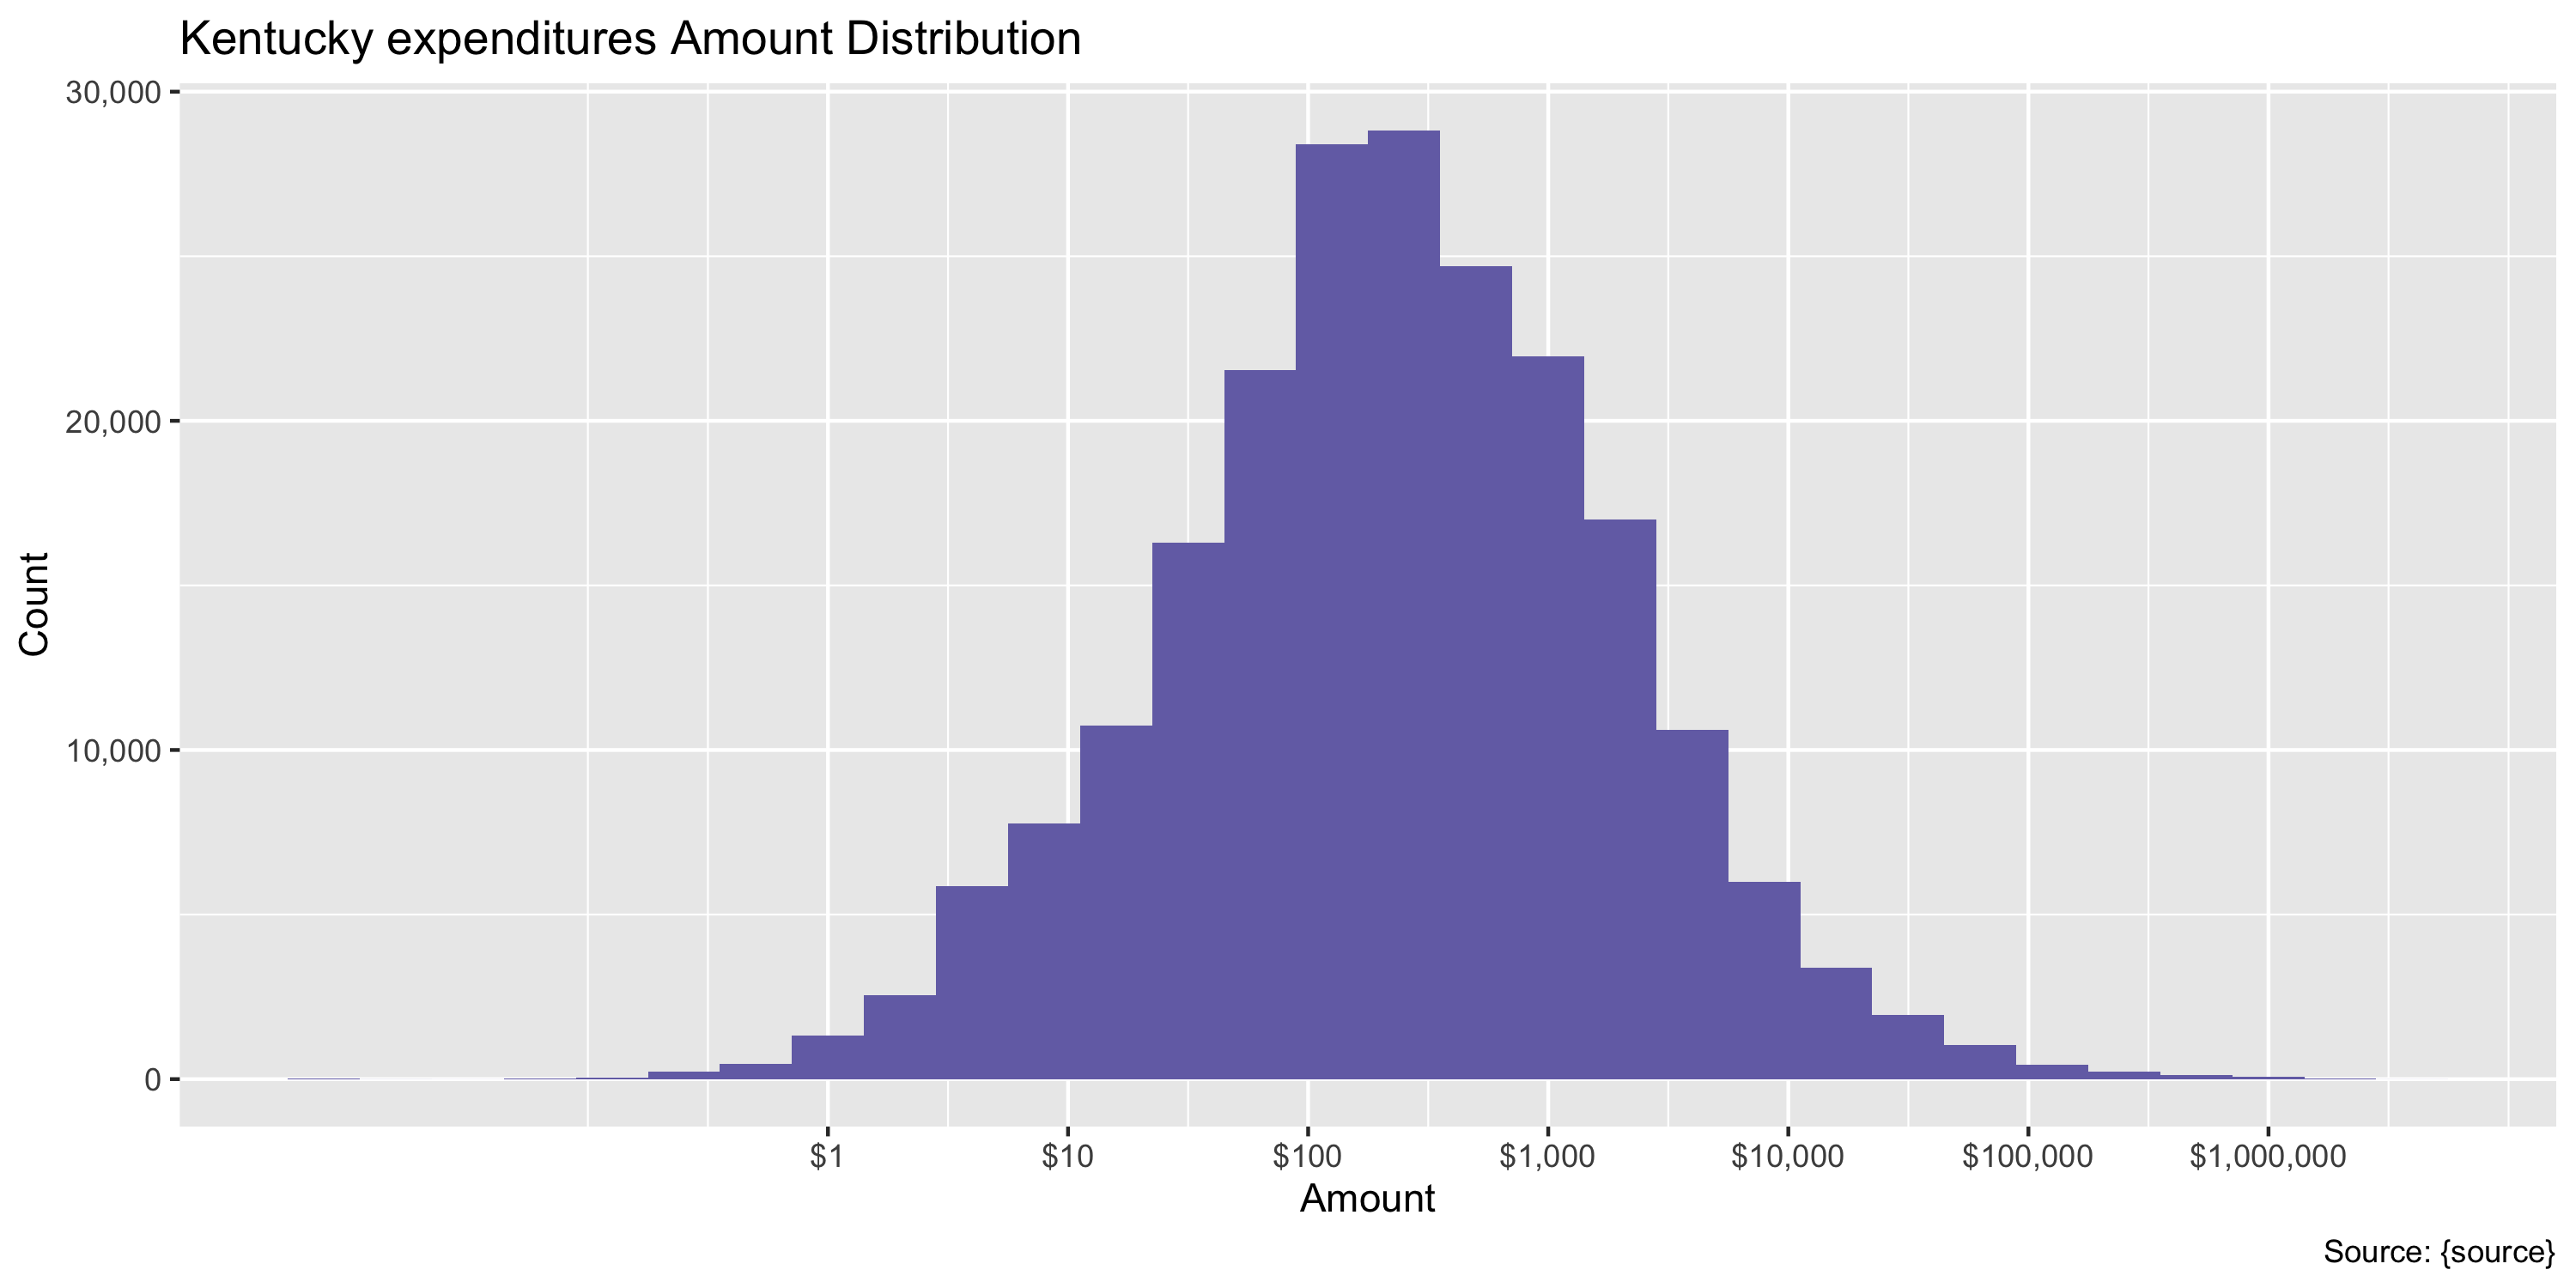 Kentucky expenditures Amount Distribution
30,000
20,000
10,000
0
Count
$1 $10 $100 $1,000 $10,000 $100,000 $1,000,000
Amount
Source: {source}